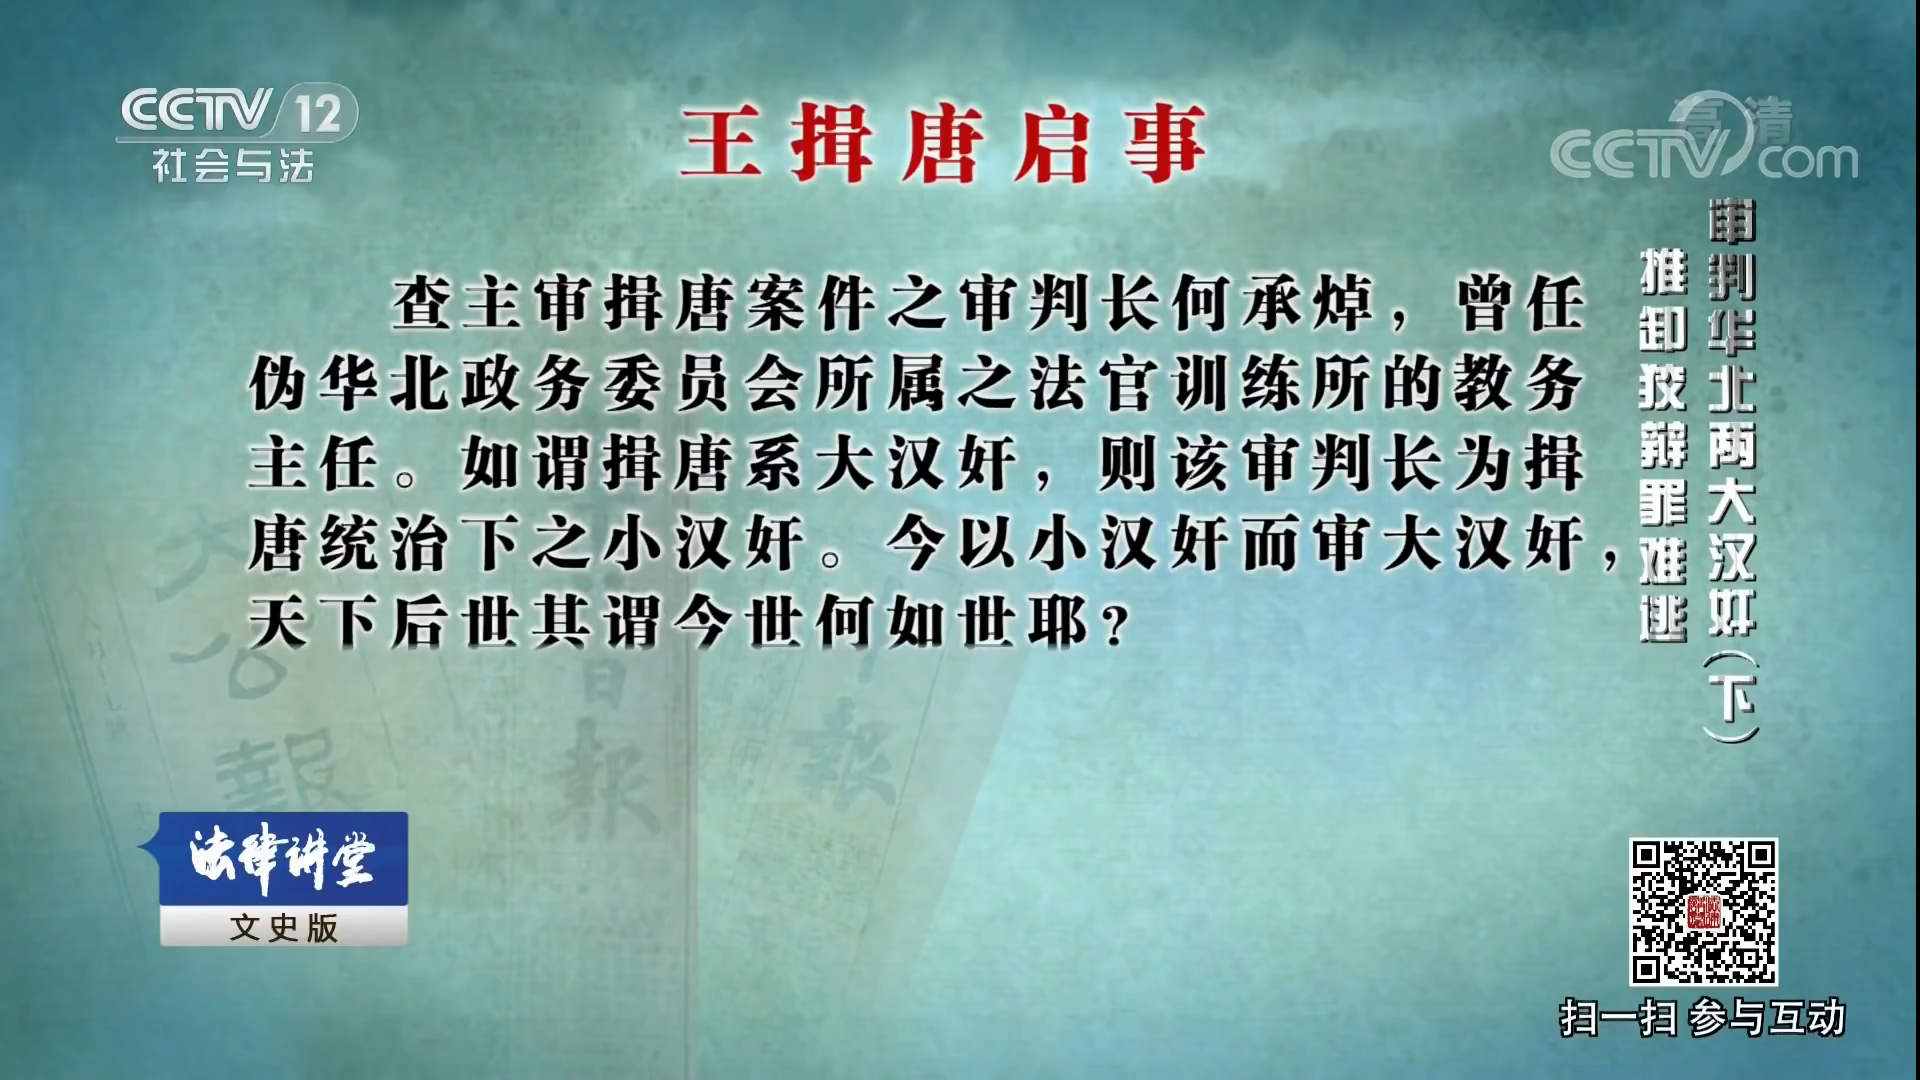 CCTV 12
社会与法
高清
CCTV.com
王揖唐启事
查主审揖唐案件之审判长何承焯，曾任
伪华北政务委员会所属之法官训练所的教务
主任。如谓揖唐系大汉奸，则该审判长为揖
唐统治下之小汉奸。今以小汉奸而审大汉奸，
天下后世其谓今世何如世耶？
审判华北两大汉奸（下）
推卸狡辩罪难逃
大公報
日報
報
法律讲堂
文史版
扫一扫 参与互动